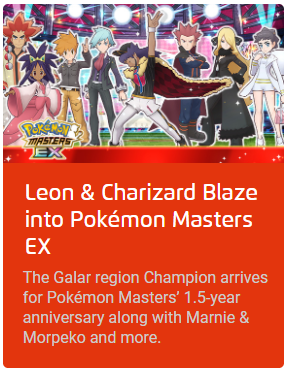 POKÉMON
MASTERS
EX
Leon & Charizard Blaze
into Pokémon Masters
EX
The Galar region Champion arrives
for Pokémon Masters’ 1.5-year
anniversary along with Marnie &
Morpeko and more.